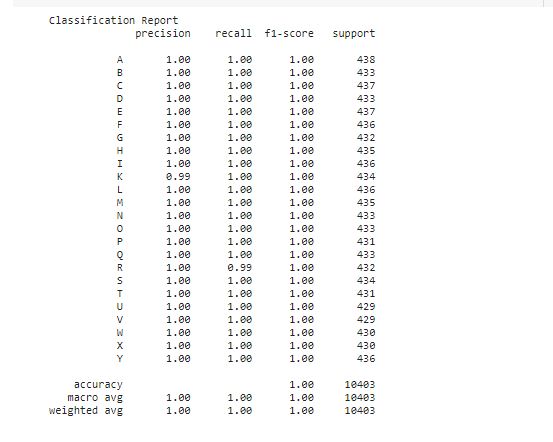 Classification Report
precision recall f1-score support
A 1.00 1.00 1.00 438
B 1.00 1.00 1.00 433
C 1.00 1.00 1.00 437
D 1.00 1.00 1.00 433
E 1.00 1.00 1.00 437
F 1.00 1.00 1.00 436
G 1.00 1.00 1.00 432
H 1.00 1.00 1.00 435
I 1.00 1.00 1.00 436
K 0.99 1.00 1.00 434
L 1.00 1.00 1.00 436
M 1.00 1.00 1.00 435
N 1.00 1.00 1.00 433
O 1.00 1.00 1.00 433
P 1.00 1.00 1.00 431
Q 1.00 1.00 1.00 433
R 1.00 0.99 1.00 432
S 1.00 1.00 1.00 434
T 1.00 1.00 1.00 431
U 1.00 1.00 1.00 429
V 1.00 1.00 1.00 429
W 1.00 1.00 1.00 430
X 1.00 1.00 1.00 430
Y 1.00 1.00 1.00 436
accuracy 1.00 10403
macro avg 1.00 1.00 1.00 10403
weighted avg 1.00 1.00 1.00 10403